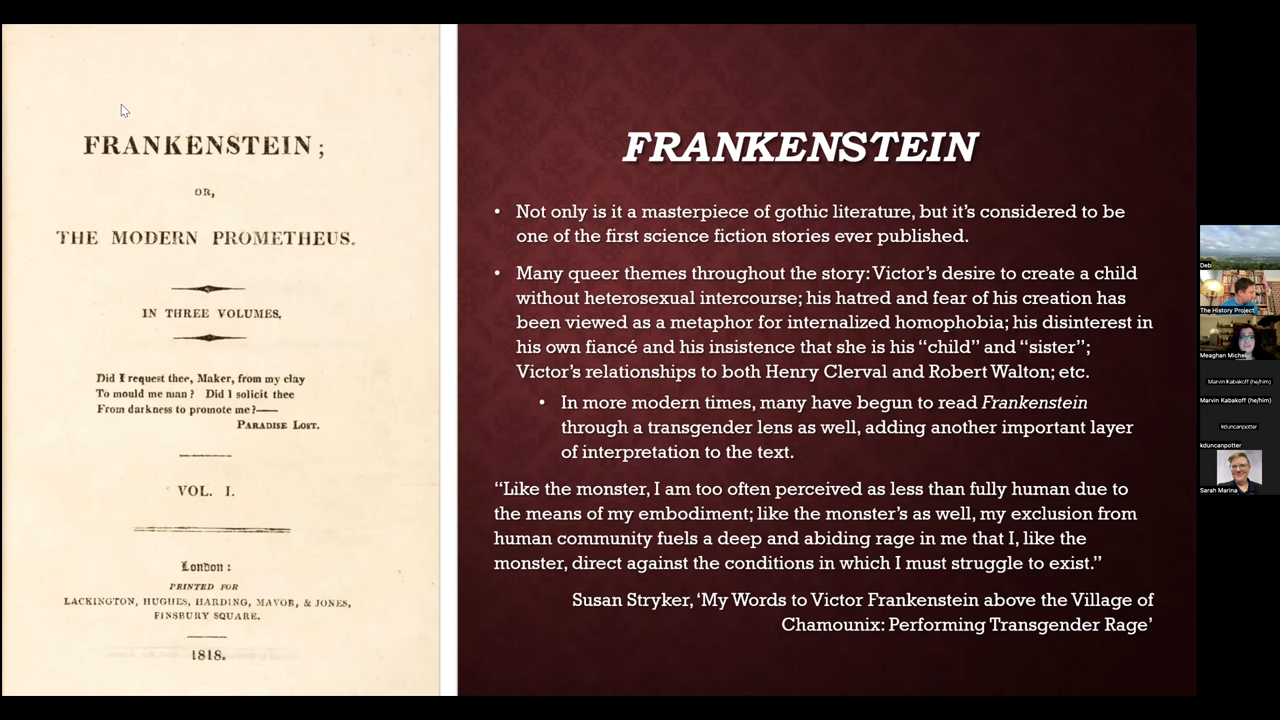 FRANKENSTEIN;
OR,
THE MODERN PROMETHEUS.
IN THREE VOLUMES.
Did I request thee, Maker, from my clay
To mould me man? Did I solicit thee
From darkness to promote me?——
PARADISE LOST.
VOL. I.
London:
PRINTED FOR
LACKINGTON, HUGHES, HARDING, MAVOR, & JONES,
FINSBURY SQUARE.
1818.
FRANKENSTEIN
• Not only is it a masterpiece of gothic literature, but it's considered to be
one of the first science fiction stories ever published.
• Many queer themes throughout the story: Victor's desire to create a child
without heterosexual intercourse; his hatred and fear of his creation has
been viewed as a metaphor for internalized homophobia; his disinterest in
his own fiancé and his insistence that she is his “child” and “sister”;
Victor's relationships to both Henry Clerval and Robert Walton; etc.
• In more modern times, many have begun to read Frankenstein
through a transgender lens as well, adding another important layer
of interpretation to the text.
“Like the monster, I am too often perceived as less than fully human due to
the means of my embodiment; like the monster's as well, my exclusion from
human community fuels a deep and abiding rage in me that I, like the
monster, direct against the conditions in which I must struggle to exist.”
Susan Stryker, ‘My Words to Victor Frankenstein above the Village of
Chamounix: Performing Transgender Rage’
Deb
The History Project
Meaghan Michel
Marvin Kabakoff (he/him)
Marvin Kabakoff (he/him)
kduncanpotter
kduncanpotter
Sarah Marina